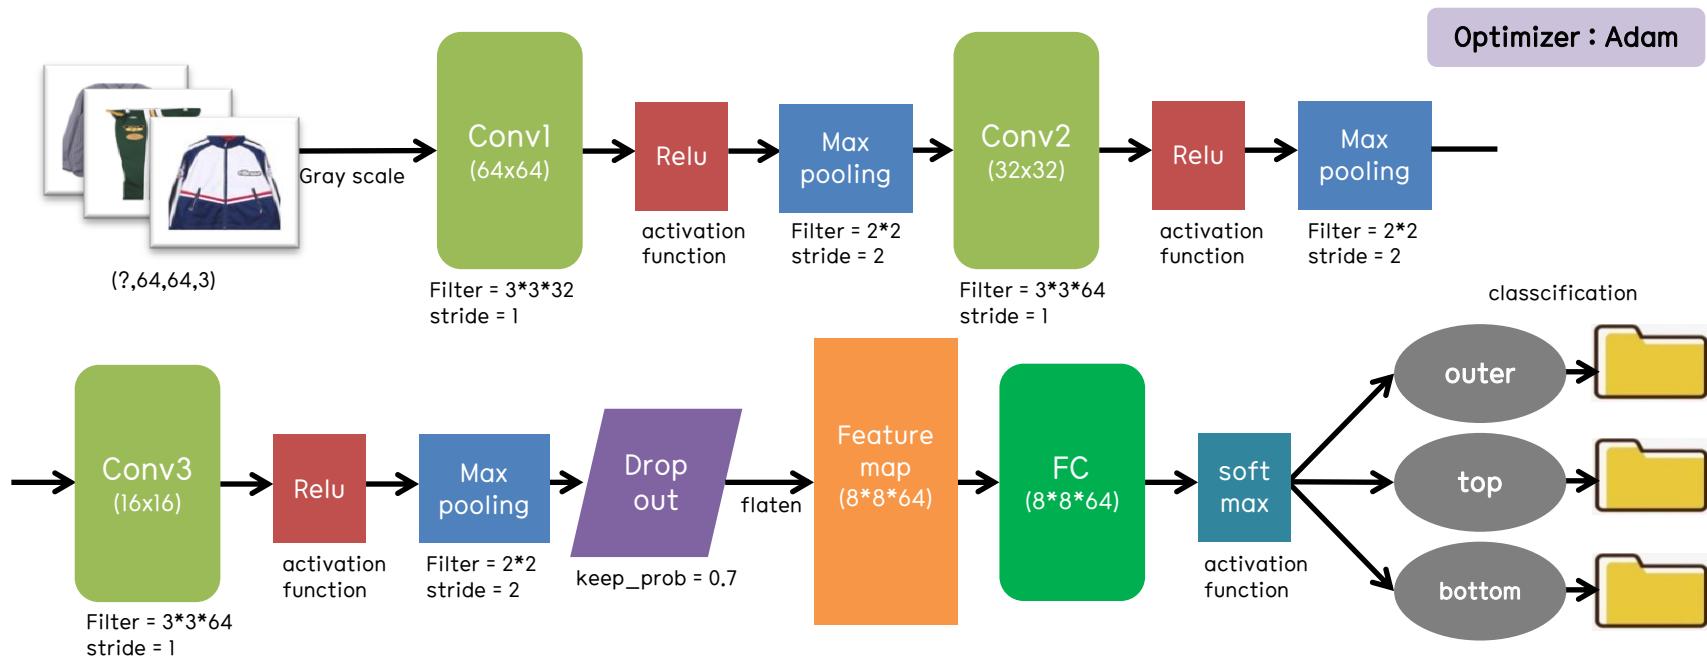 Optimizer : Adam
Gray scale
(?,64,64,3)
Conv1
(64x64)
Filter = 3*3*32
stride = 1
Relu
activation
function
Max
pooling
Filter = 2*2
stride = 2
Conv2
(32x32)
Filter = 3*3*64
stride = 1
Relu
activation
function
Max
pooling
Filter = 2*2
stride = 2
Conv3
(16x16)
Filter = 3*3*64
stride = 1
Relu
activation
function
Max
pooling
Filter = 2*2
stride = 2
Drop
out
keep_prob = 0.7
flaten
Feature
map
(8*8*64)
FC
(8*8*64)
soft
max
activation
function
classcification
outer
top
bottom